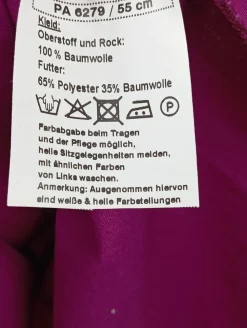 PA 6279 / 55 cm
Kleid:
Oberstoff und Rock:
100 % Baumwolle
Futter:
65% Polyester 35% Baumwolle
P
Farbabgabe beim Tragen
und der Pflege möglich,
helle Sitzgelegenheiten meiden,
mit ähnlichen Farben
von Links waschen.
Anmerkung: Ausgenommen hiervon
sind weiße & helle Farbstellungen